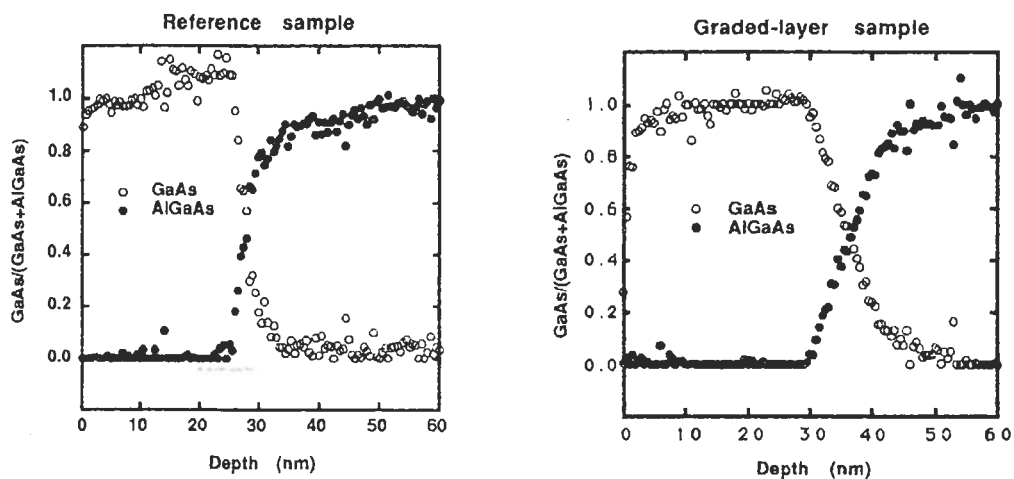 Reference sample
GaAs/(GaAs+AlGaAs)
1.0
0.8
0.6
0.4
0.2
0.0
GaAs
AlGaAs
0 10 20 30 40 50 60
Depth (nm)
Graded-layer sample
GaAs/(GaAs+AlGaAs)
1.0
0.8
0.6
0.4
0.2
0.0
GaAs
AlGaAs
0 10 20 30 40 50 60
Depth (nm)